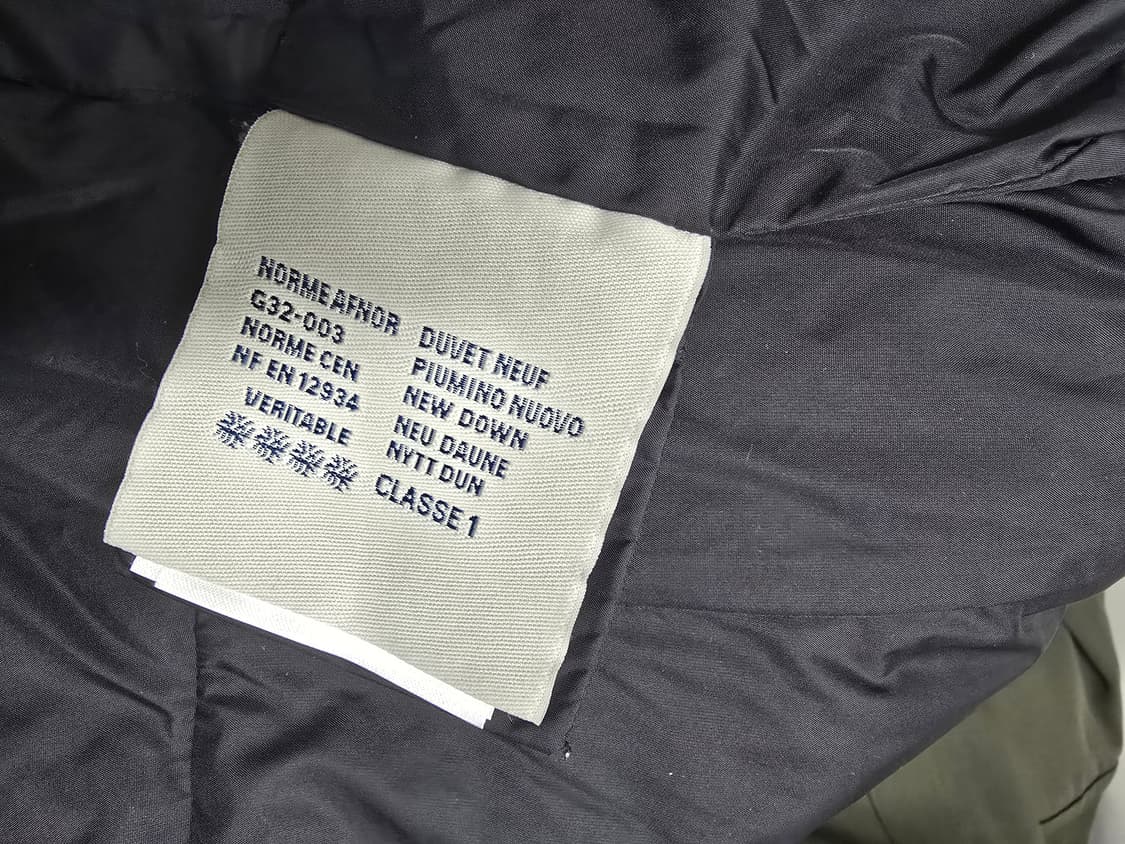 NORME AFNOR
G32-003
NORME CEN
NF EN 12934
VERITABLE
DUVET NEUF
PIUMINO NUOVO
NEW DOWN
NEU DAUNE
NYTT DUN
CLASSE 1